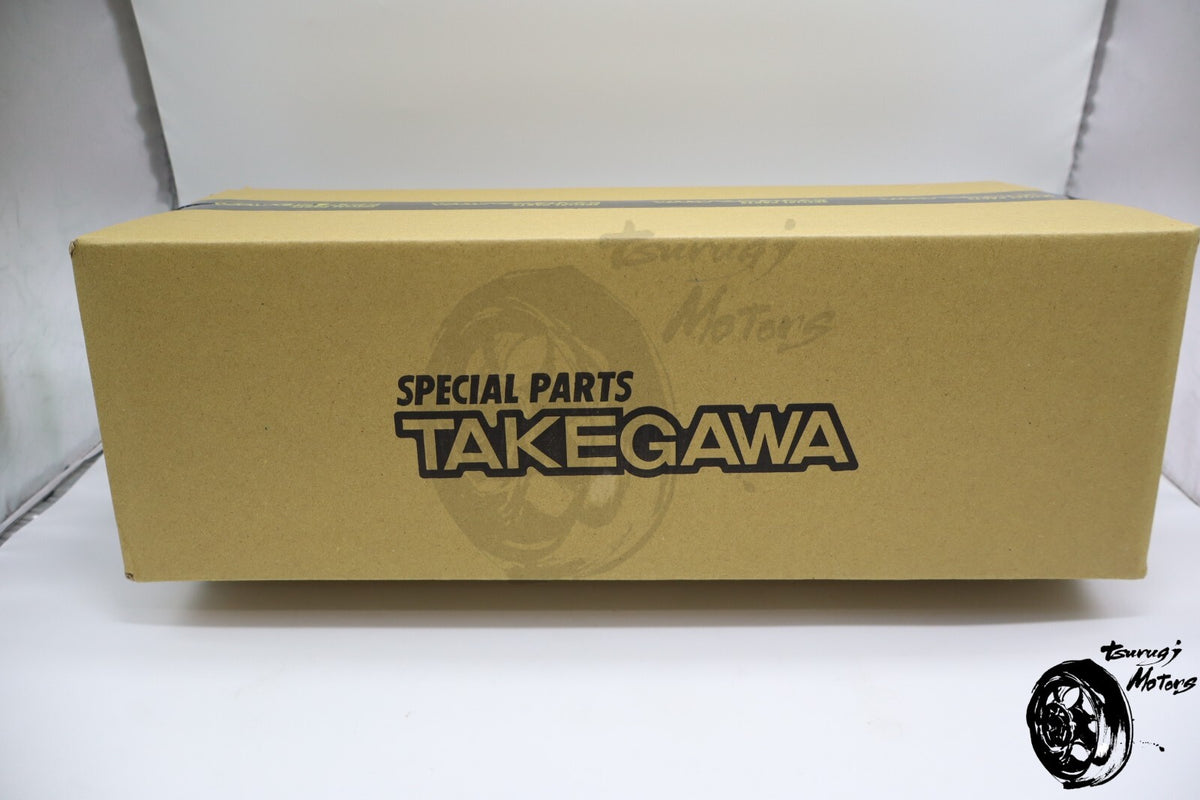 tsurugi
Motors
SPECIAL PARTS
TAKEGAWA
tsurugi
Motors